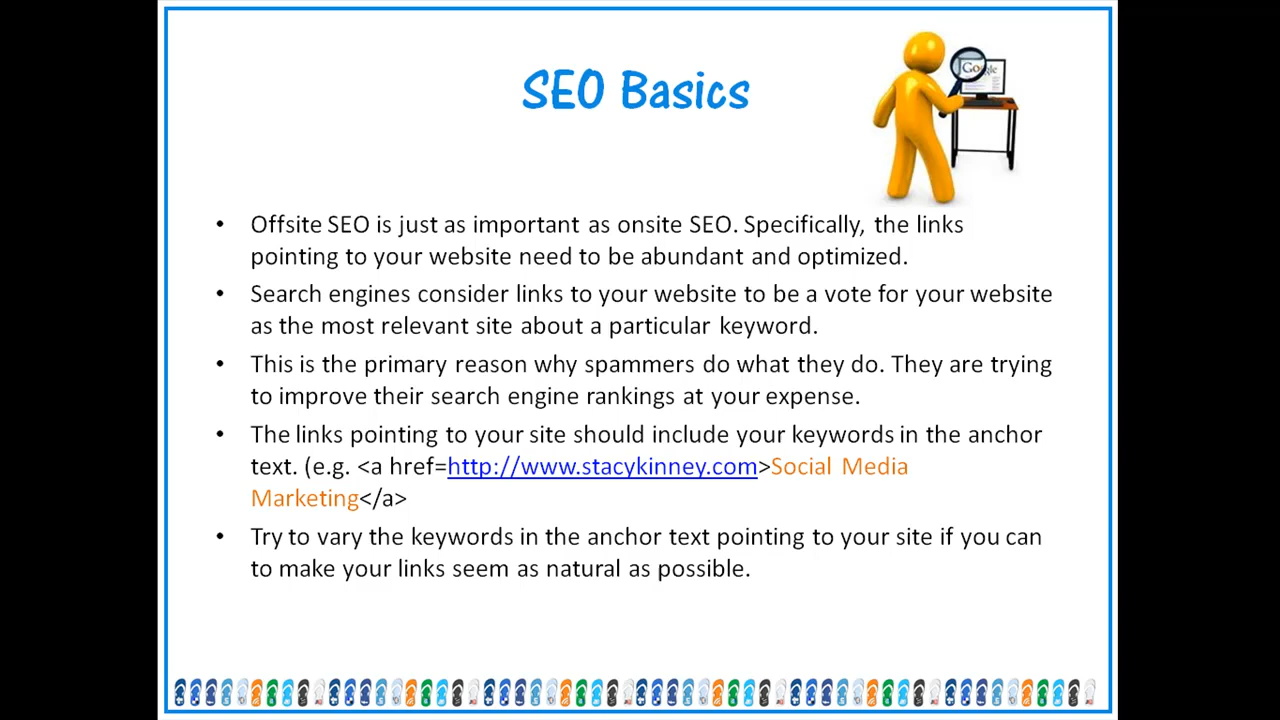 SEO Basics
Google
• Offsite SEO is just as important as onsite SEO. Specifically, the links
pointing to your website need to be abundant and optimized.
• Search engines consider links to your website to be a vote for your website
as the most relevant site about a particular keyword.
• This is the primary reason why spammers do what they do. They are trying
to improve their search engine rankings at your expense.
• The links pointing to your site should include your keywords in the anchor
text. (e.g. <a href=http://www.stacykinney.com>Social Media
Marketing</a>
• Try to vary the keywords in the anchor text pointing to your site if you can
to make your links seem as natural as possible.